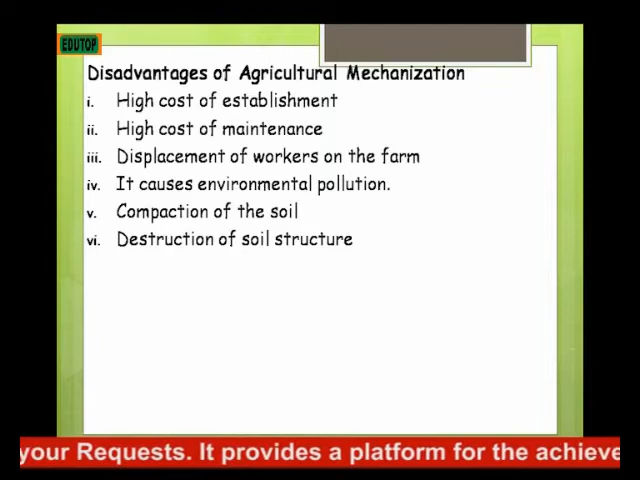 EDUTOP
Disadvantages of Agricultural Mechanization
i. High cost of establishment
ii. High cost of maintenance
iii. Displacement of workers on the farm
iv. It causes environmental pollution.
v. Compaction of the soil
vi. Destruction of soil structure
your Requests. It provides a platform for the achieve